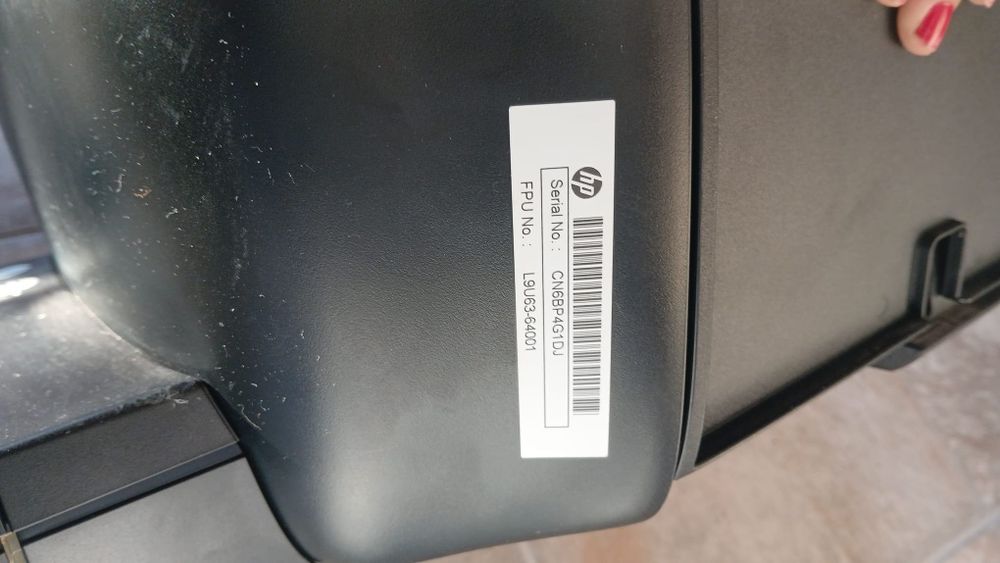 hp
Serial No. : CN6BP4G1DJ
FPU No. : L9U63-64001